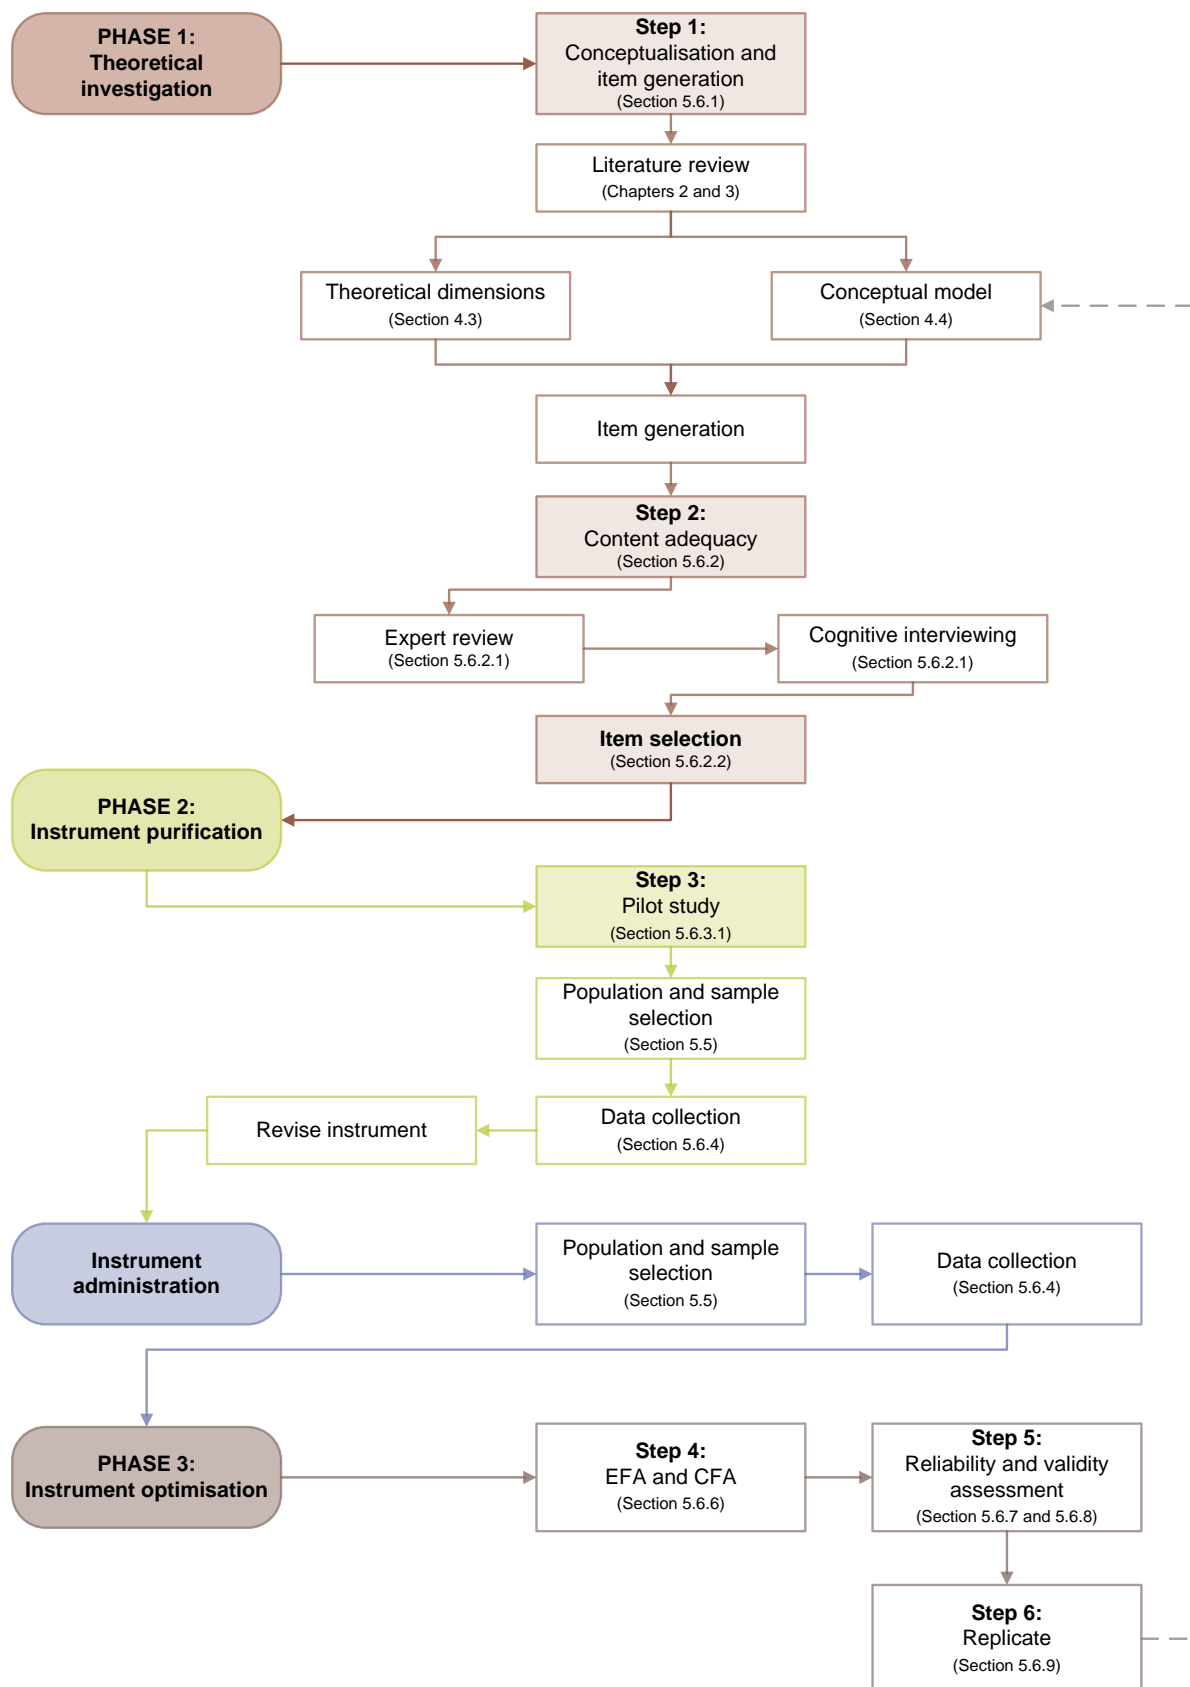 PHASE 1:
Theoretical
investigation
Step 1:
Conceptualisation and
item generation
(Section 5.6.1)
Literature review
(Chapters 2 and 3)
Theoretical dimensions
(Section 4.3)
Conceptual model
(Section 4.4)
Item generation
Step 2:
Content adequacy
(Section 5.6.2)
Expert review
(Section 5.6.2.1)
Cognitive interviewing
(Section 5.6.2.1)
Item selection
(Section 5.6.2.2)
PHASE 2:
Instrument purification
Step 3:
Pilot study
(Section 5.6.3.1)
Population and sample
selection
(Section 5.5)
Data collection
(Section 5.6.4)
Revise instrument
Instrument
administration
Population and sample
selection
(Section 5.5)
Data collection
(Section 5.6.4)
PHASE 3:
Instrument optimisation
Step 4:
EFA and CFA
(Section 5.6.6)
Step 5:
Reliability and validity
assessment
(Section 5.6.7 and 5.6.8)
Step 6:
Replicate
(Section 5.6.9)